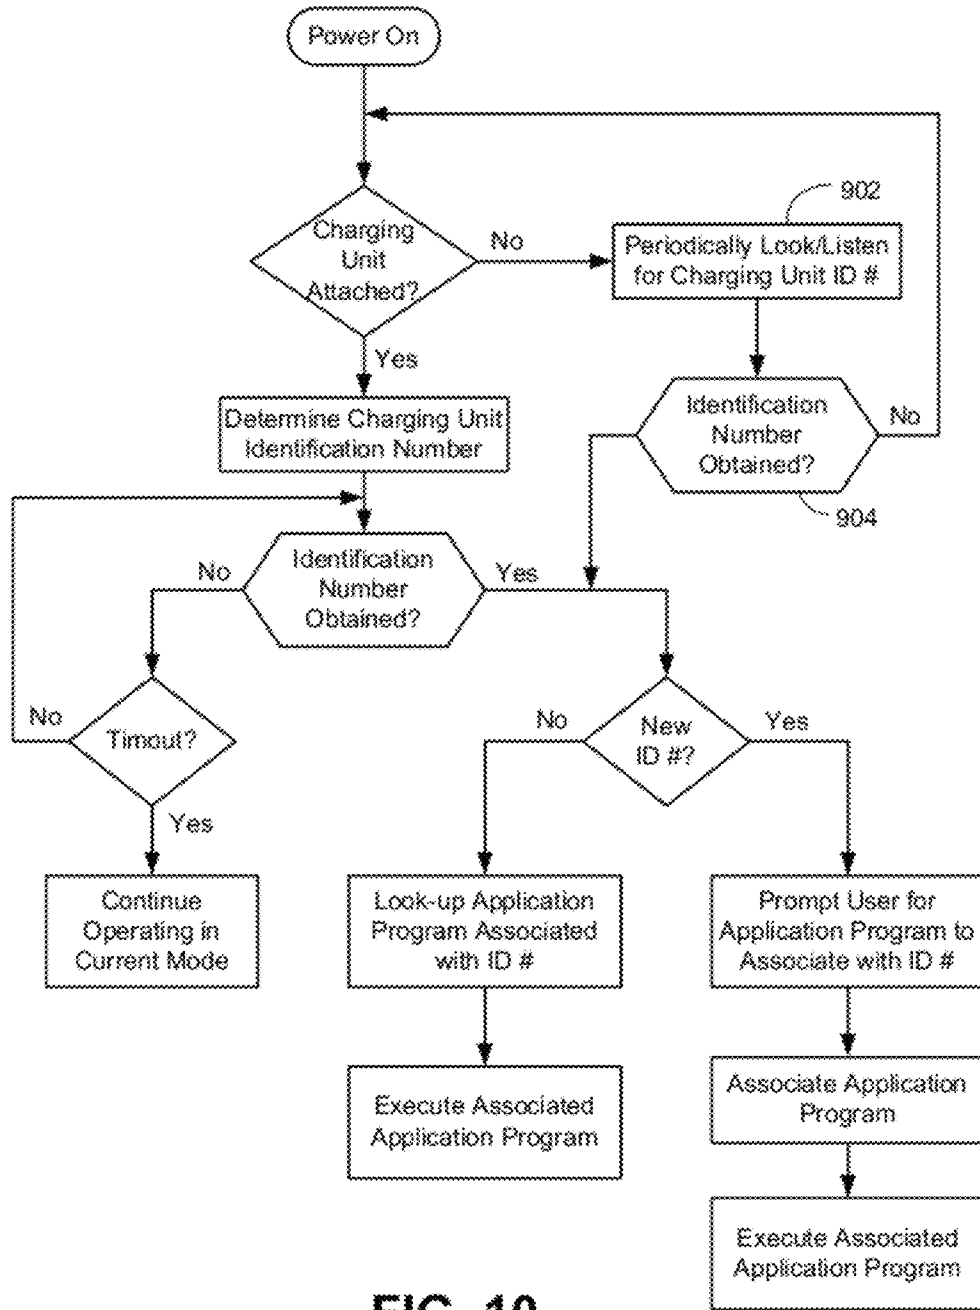 Power On
902
Charging
Unit
Attached?
No
Periodically Look/Listen
for Charging Unit ID #
Yes
Determine Charging Unit
Identification Number
Identification
Number
Obtained?
No
904
No
Identification
Number
Obtained?
Yes
No
Timout?
Yes
No
New
ID #?
Yes
Continue
Operating in
Current Mode
Look-up Application
Program Associated
with ID #
Prompt User for
Application Program to
Associate with ID #
Execute Associated
Application Program
Associate Application
Program
Execute Associated
Application Program
FIG. 10